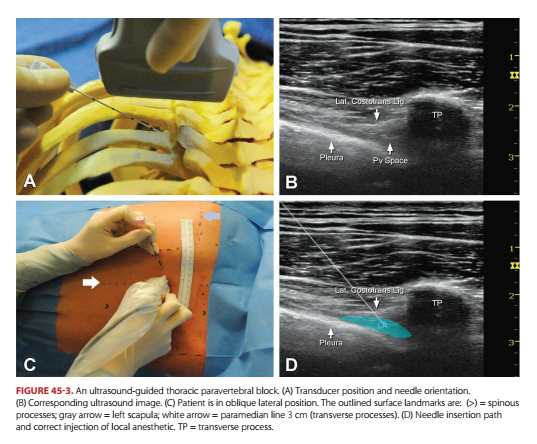 A
B
Lat. Costotrans Lig.
TP
Pleura
Pv Space
1
2
3
C
D
Lat. Costotrans Lig.
TP
LA
Pleura
1
2
3
FIGURE 45-3. An ultrasound-guided thoracic paravertebral block. (A) Transducer position and needle orientation.
(B) Corresponding ultrasound image. (C) Patient is in oblique lateral position. The outlined surface landmarks are: (>) = spinous
processes; gray arrow = left scapula; white arrow = paramedian line 3 cm (transverse processes). (D) Needle insertion path
and correct injection of local anesthetic. TP = transverse process.